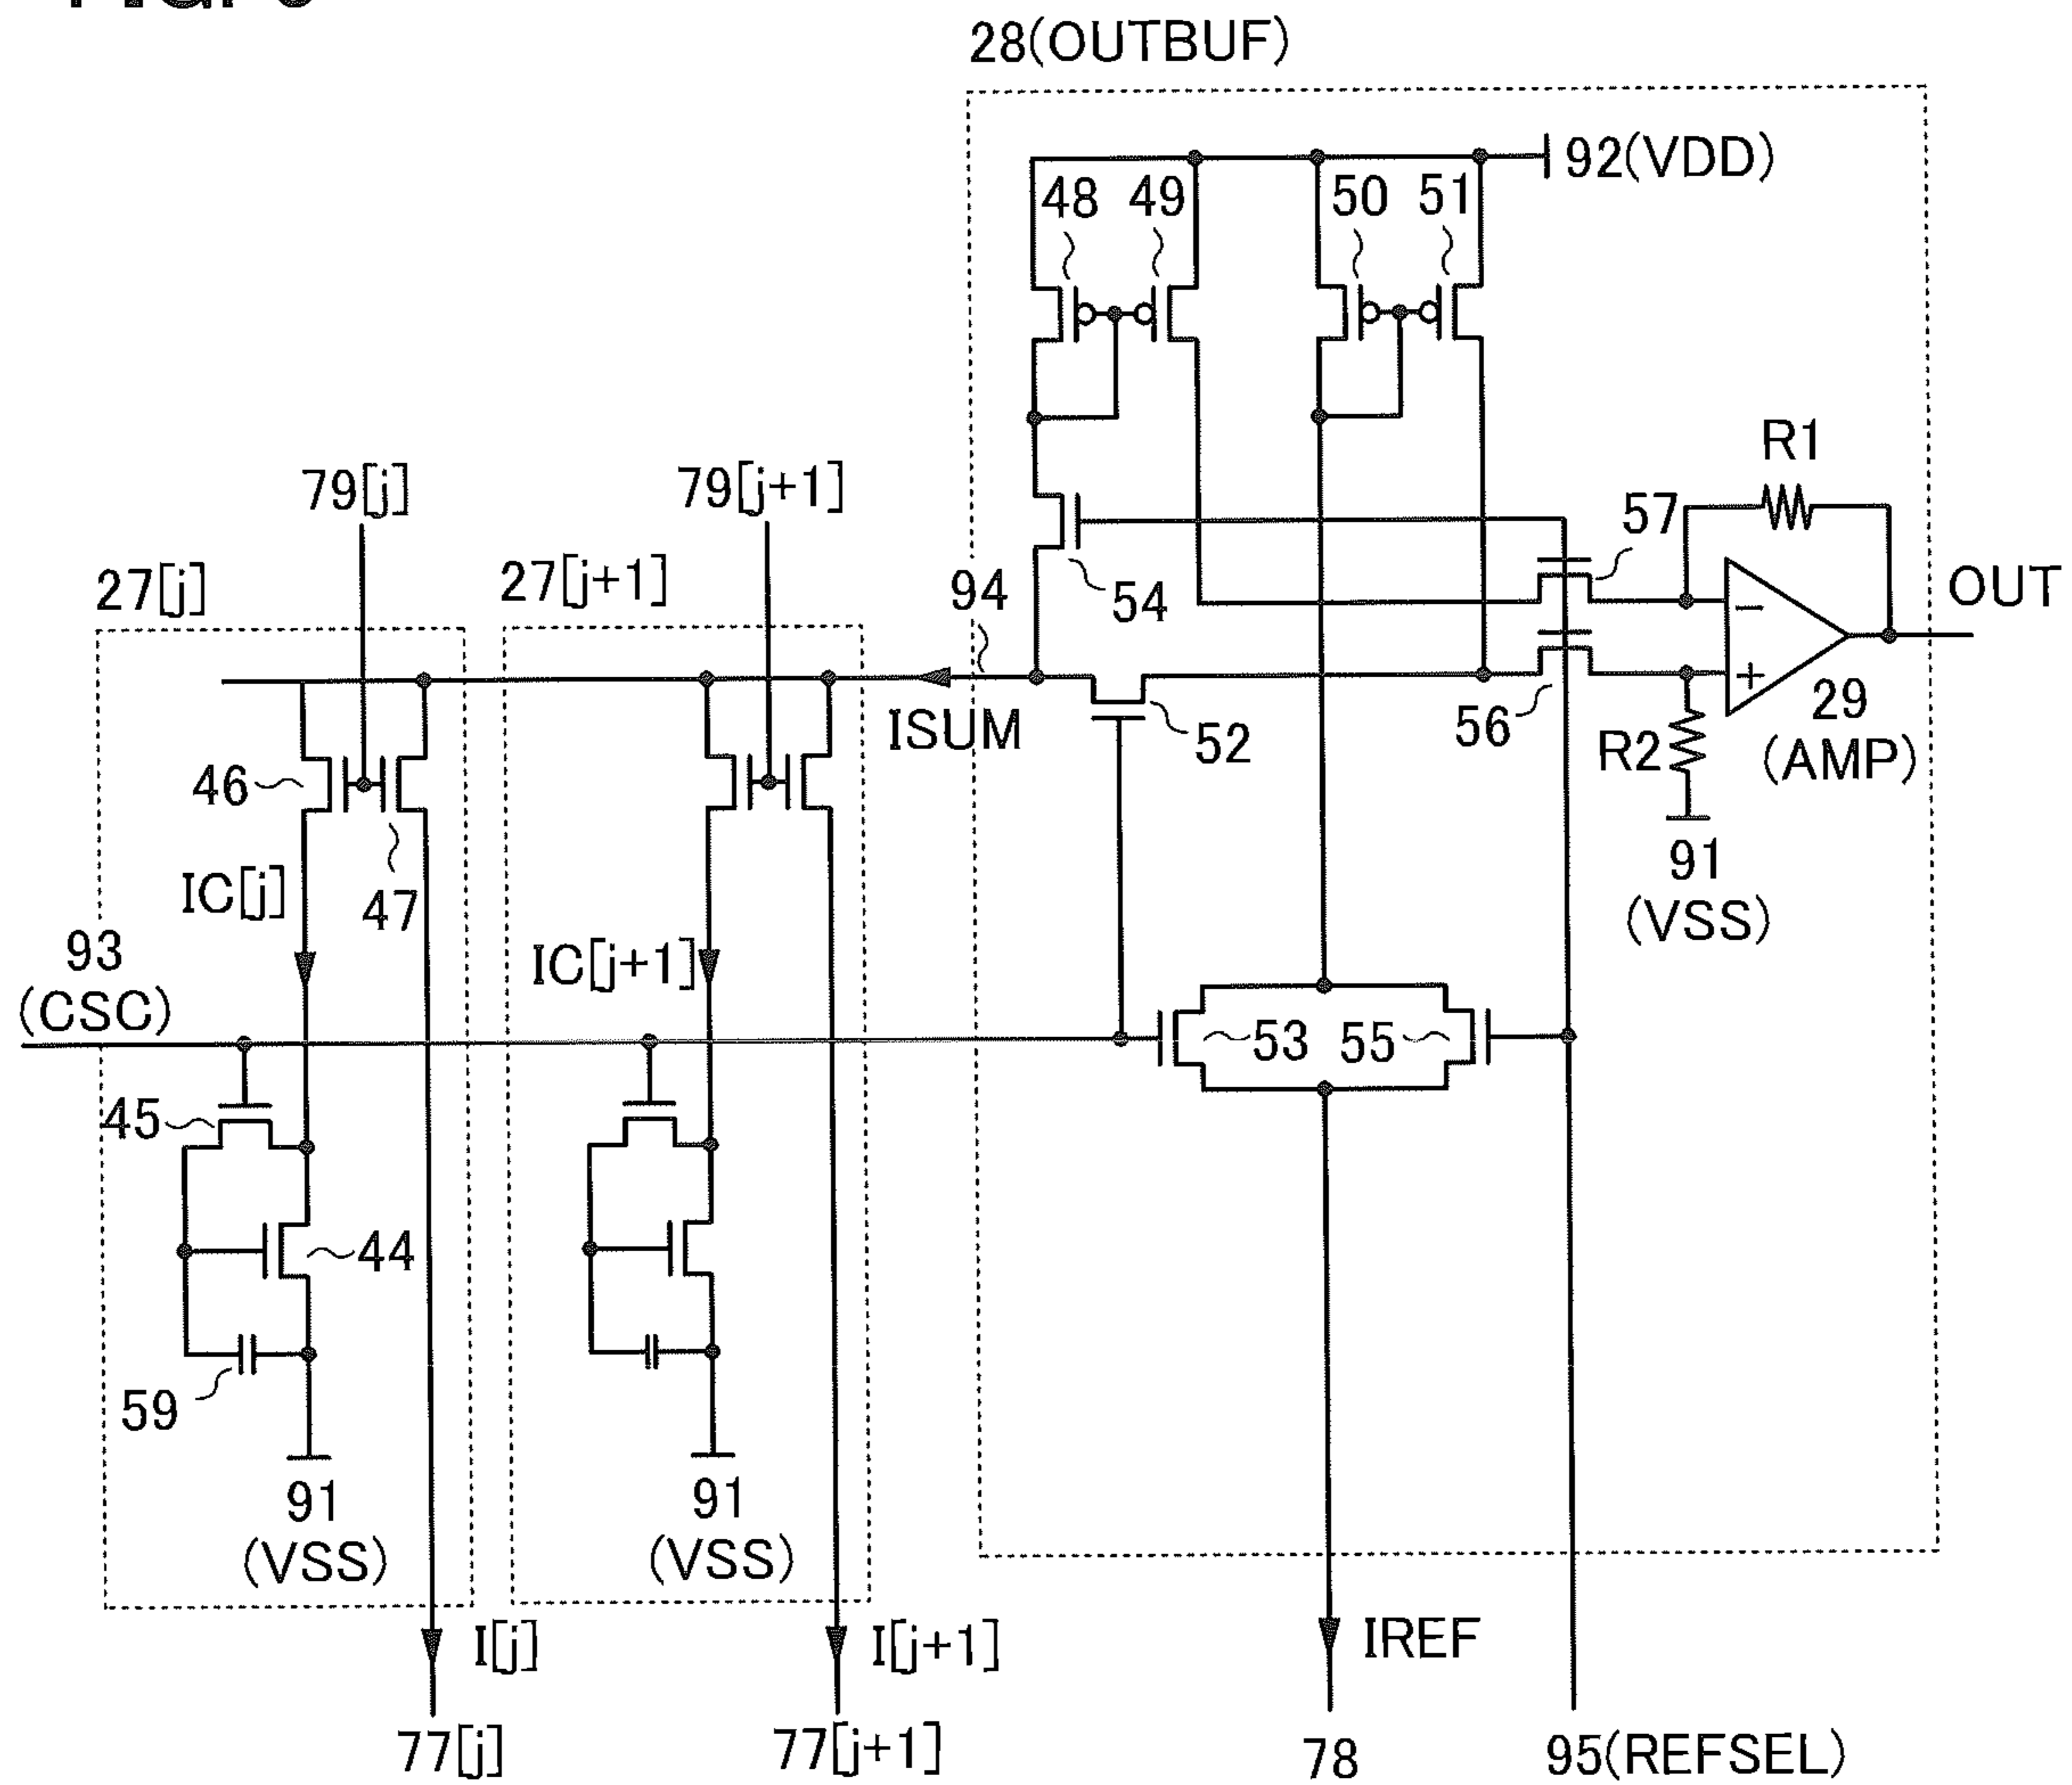 28(OUTBUF)
92(VDD)
48
49
50
51
R1
79[j]
79[j+1]
57
27[j]
27[j+1]
94
54
OUT
ISUM
52
56
R2
29
(AMP)
46
47
IC[j]
IC[j+1]
91
(VSS)
93
(CSC)
53
55
45
44
59
91
(VSS)
91
(VSS)
I[j]
I[j+1]
IREF
77[j]
77[j+1]
78
95(REFSEL)